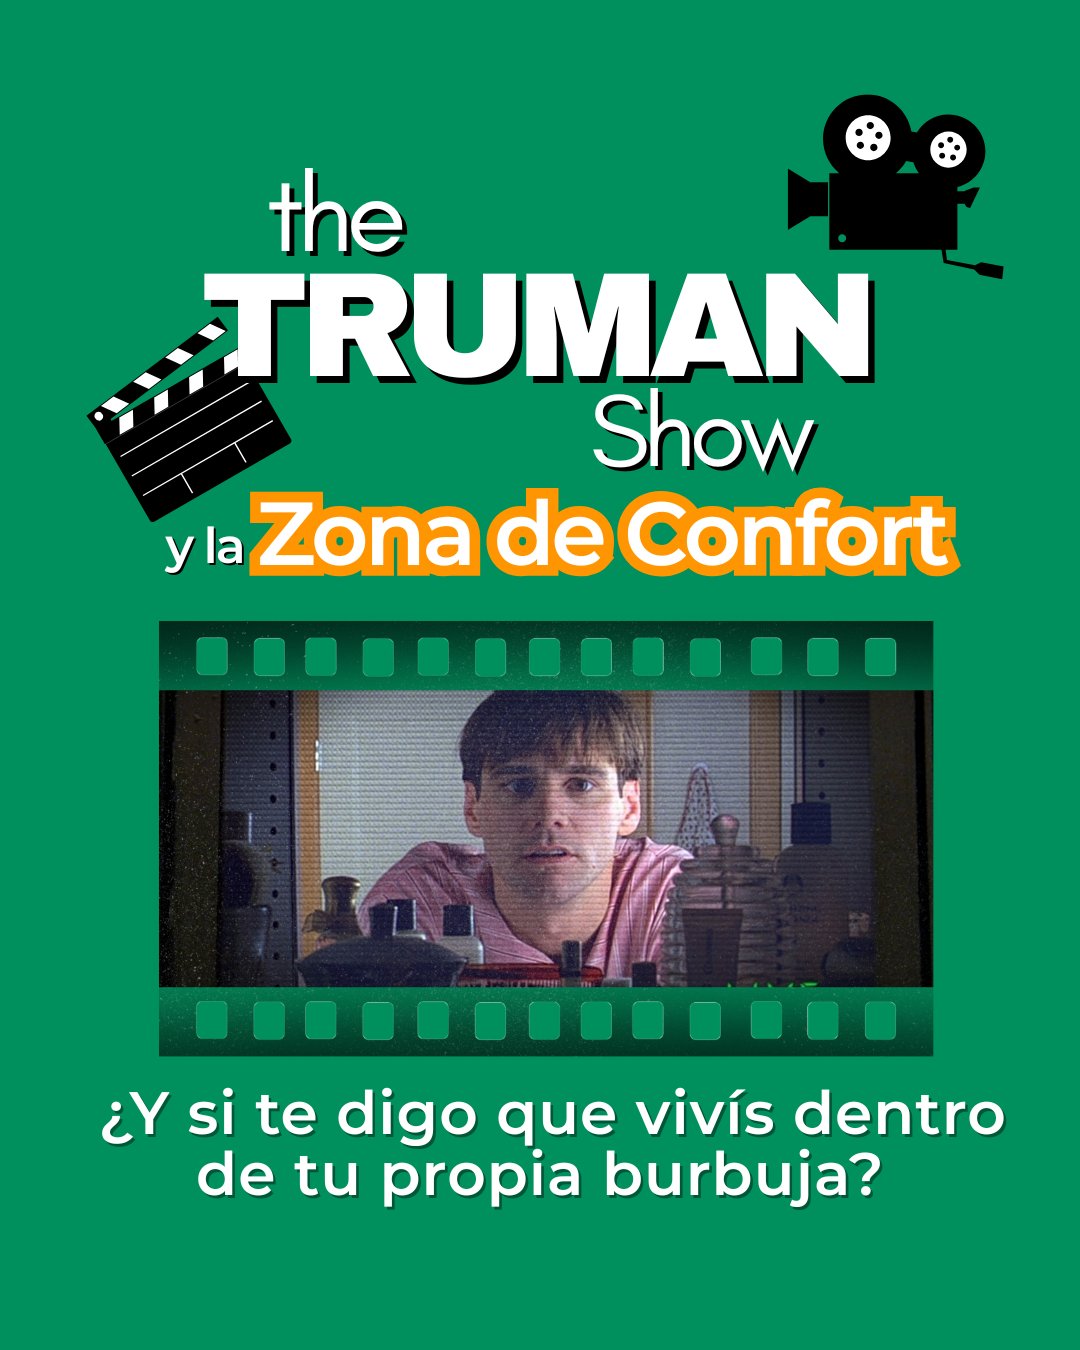 the
TRUMAN
Show
y la Zona de Confort
¿Y si te digo que vivís dentro
de tu propia burbuja?